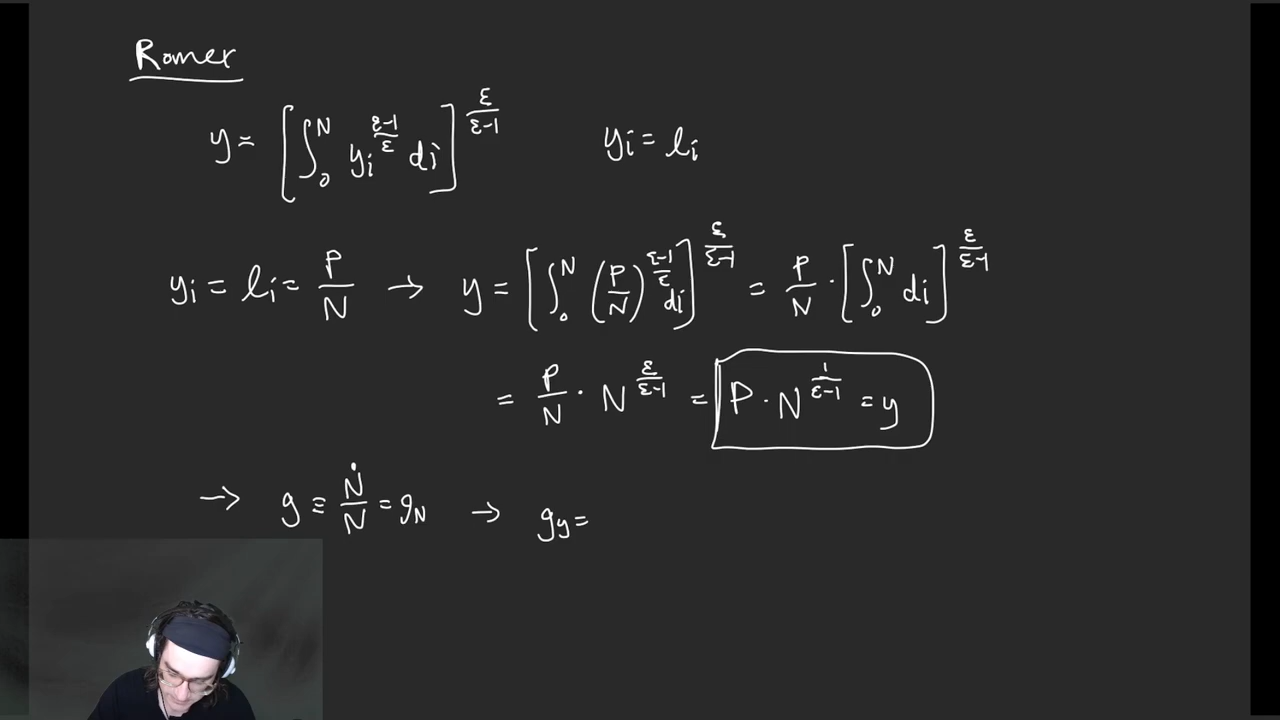 Romer
y = [∫₀ᴺ yᵢ^((ε-1)/ε) di]^(ε/(ε-1))    yᵢ = lᵢ
yᵢ = lᵢ = P/N → y = [∫₀ᴺ (P/N)^((ε-1)/ε) di]^(ε/(ε-1)) = P/N · [∫₀ᴺ di]^(ε/(ε-1))
= P/N · N^(ε/(ε-1)) = P · N^(1/(ε-1)) = y
→ g ≡ Ṅ/N = g_N → g_y =